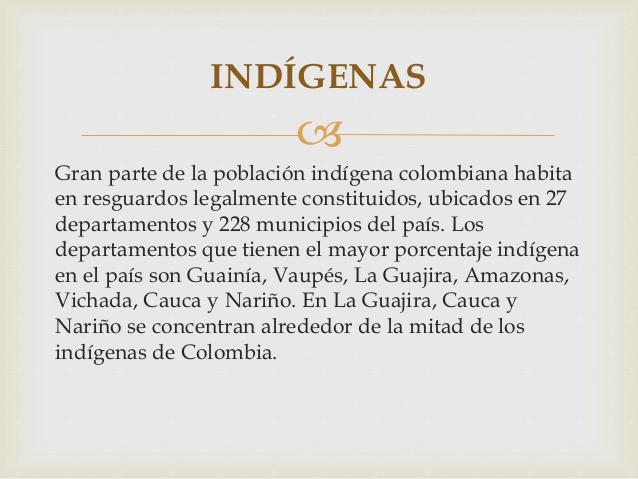 INDÍGENAS
Gran parte de la población indígena colombiana habita
en resguardos legalmente constituidos, ubicados en 27
departamentos y 228 municipios del país. Los
departamentos que tienen el mayor porcentaje indígena
en el país son Guainía, Vaupés, La Guajira, Amazonas,
Vichada, Cauca y Nariño. En La Guajira, Cauca y
Nariño se concentran alrededor de la mitad de los
indígenas de Colombia.